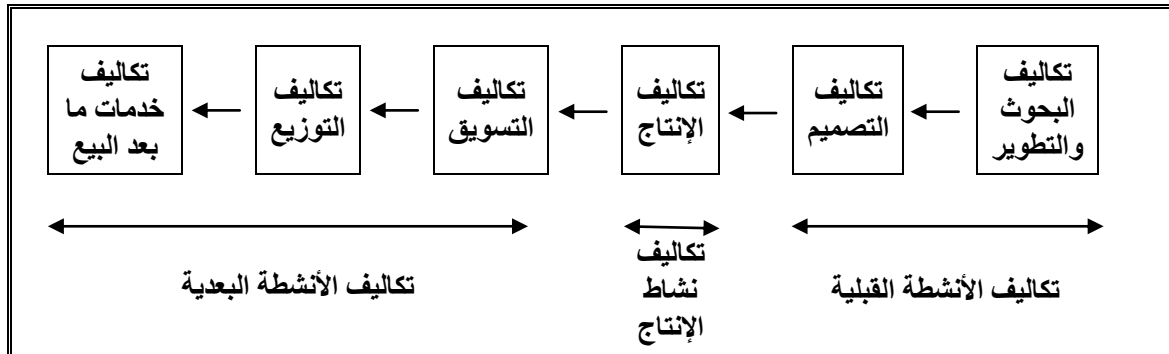 تكاليف
البحوث
والتطوير
تكاليف
التصميم
تكاليف
الإنتاج
تكاليف
التسويق
تكاليف
التوزيع
تكاليف
خدمات ما
بعد البيع
تكاليف الأنشطة القبلية
تكاليف
نشاط
الإنتاج
تكاليف الأنشطة البعدية